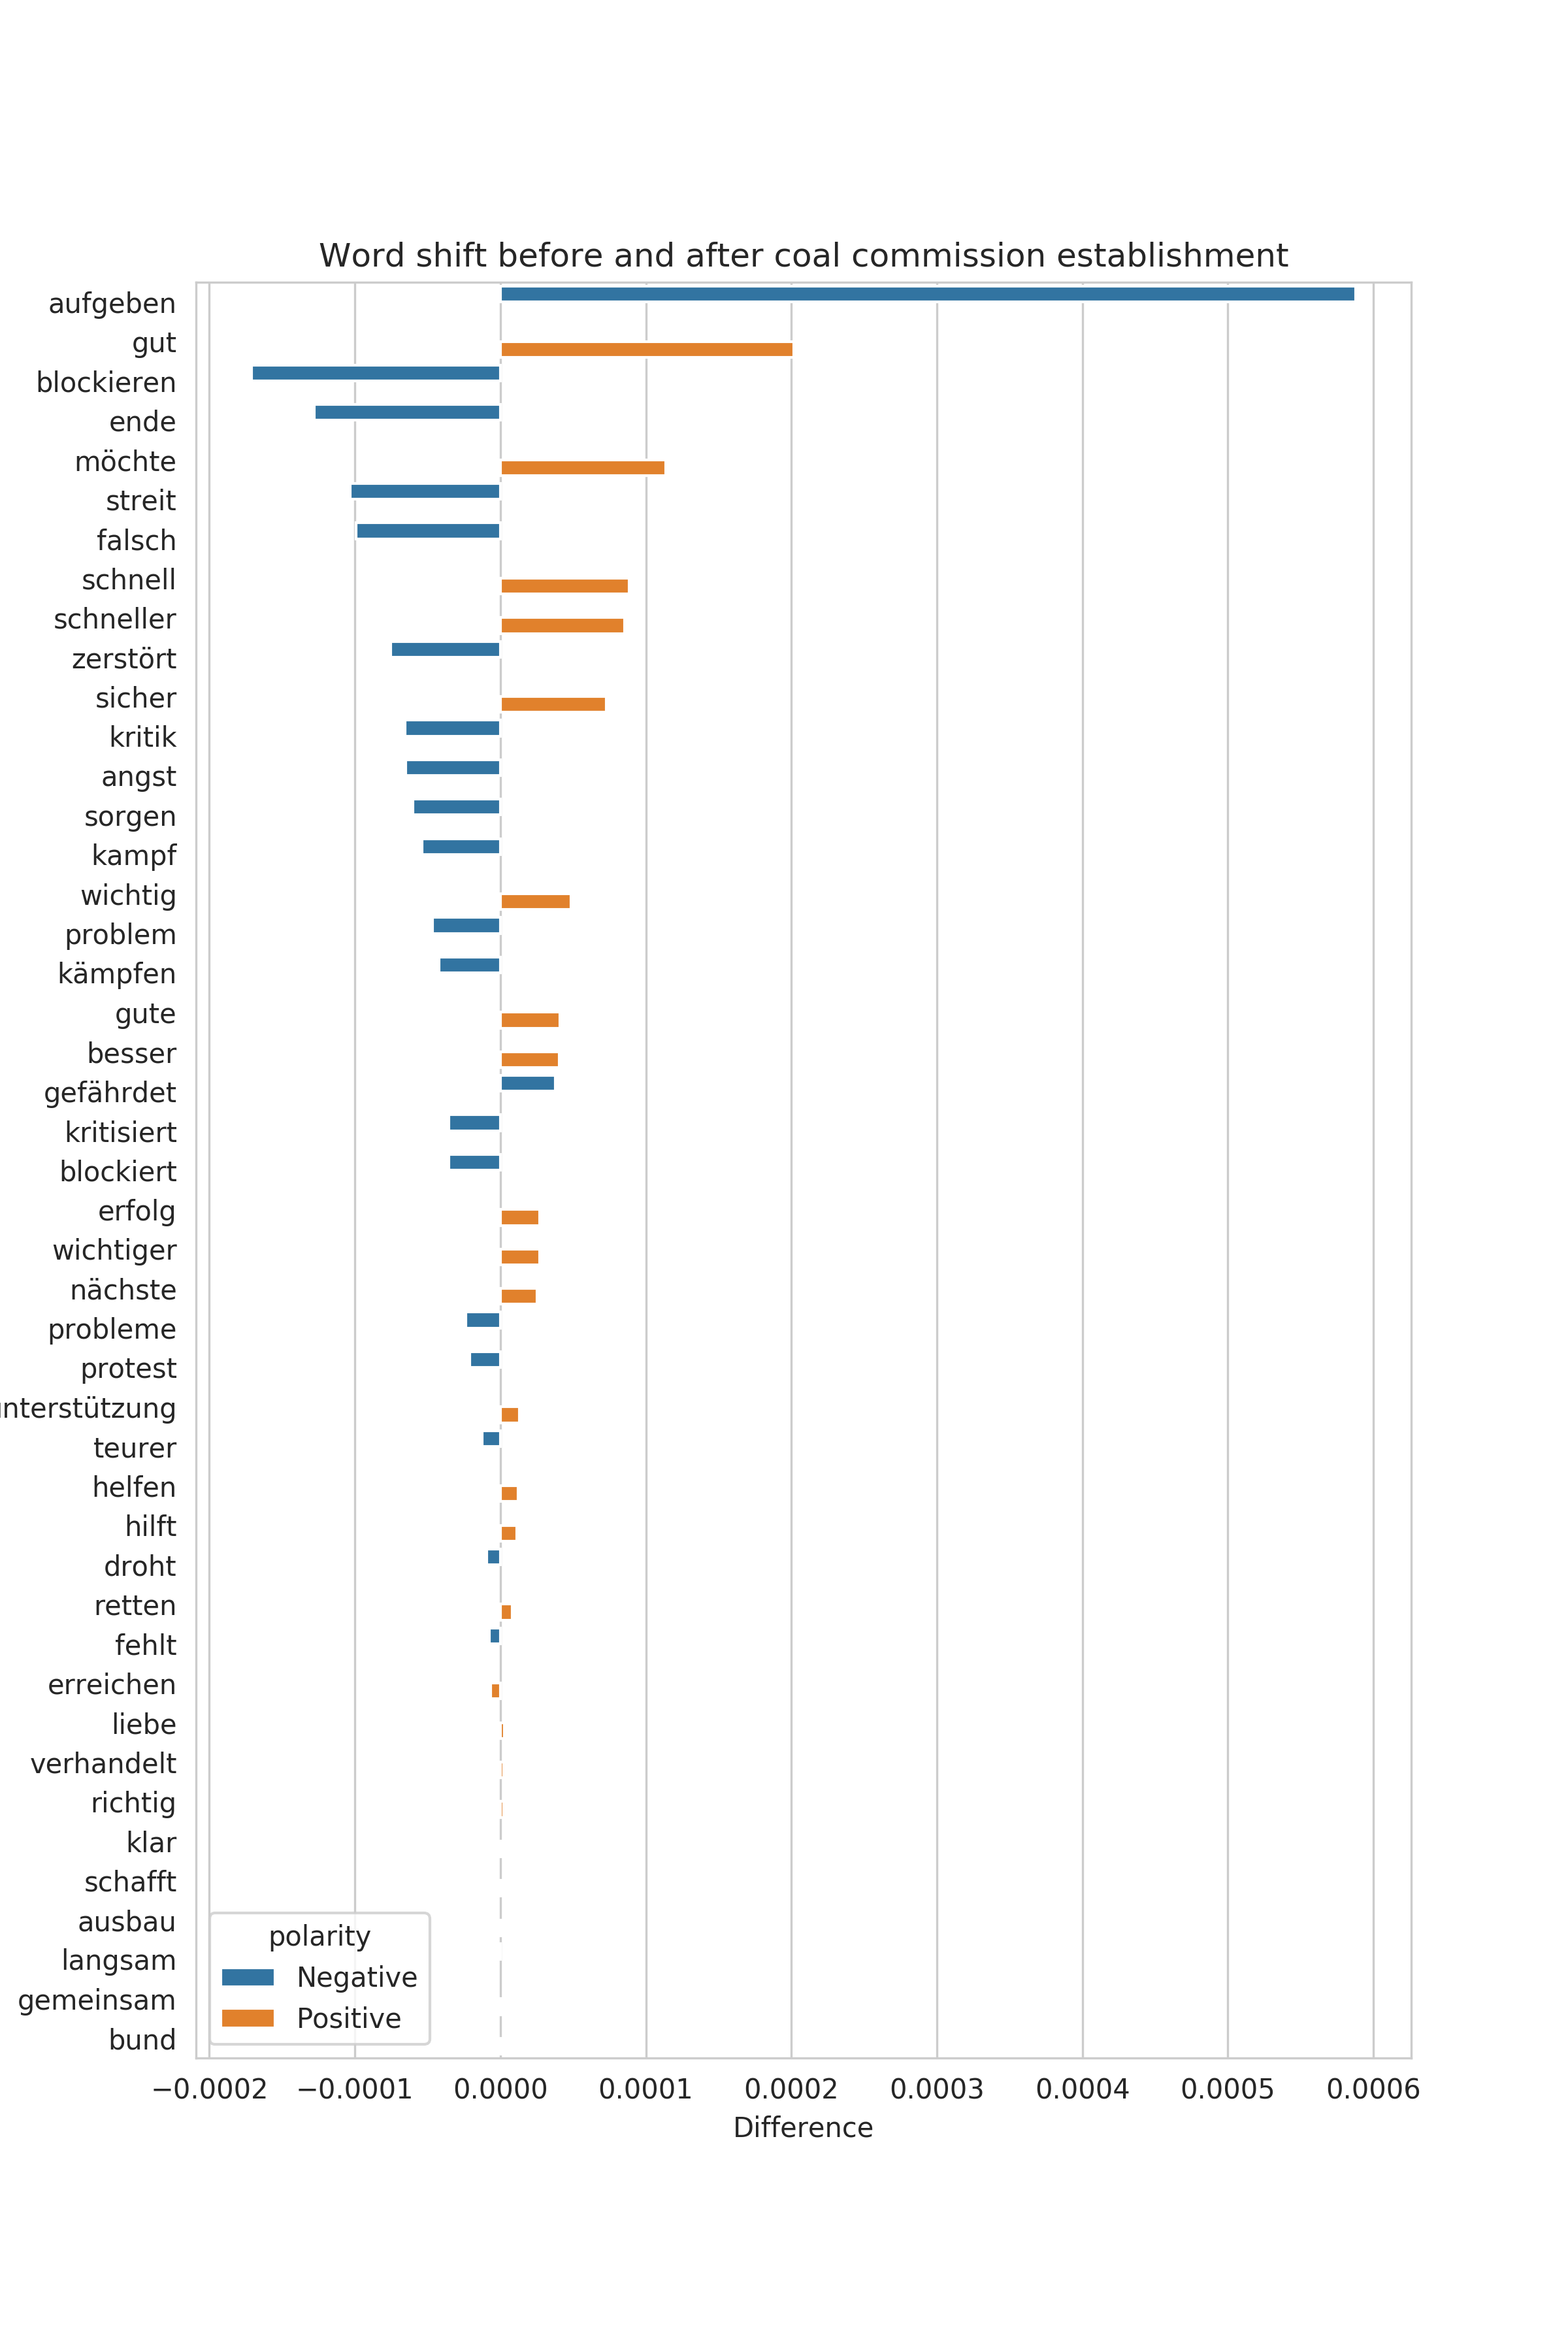 Word shift before and after coal commission establishment
aufgeben
gut
blockieren
ende
möchte
streit
falsch
schnell
schneller
zerstört
sicher
kritik
angst
sorgen
kampf
wichtig
problem
kämpfen
gute
besser
gefährdet
kritisiert
blockiert
erfolg
wichtiger
nächste
probleme
protest
nterstützung
teurer
helfen
hilft
droht
retten
fehlt
erreichen
liebe
verhandelt
richtig
klar
schafft
ausbau
langsam
gemeinsam
bund
polarity
Negative
Positive
−0.0002 −0.0001 0.0000 0.0001 0.0002 0.0003 0.0004 0.0005 0.0006
Difference